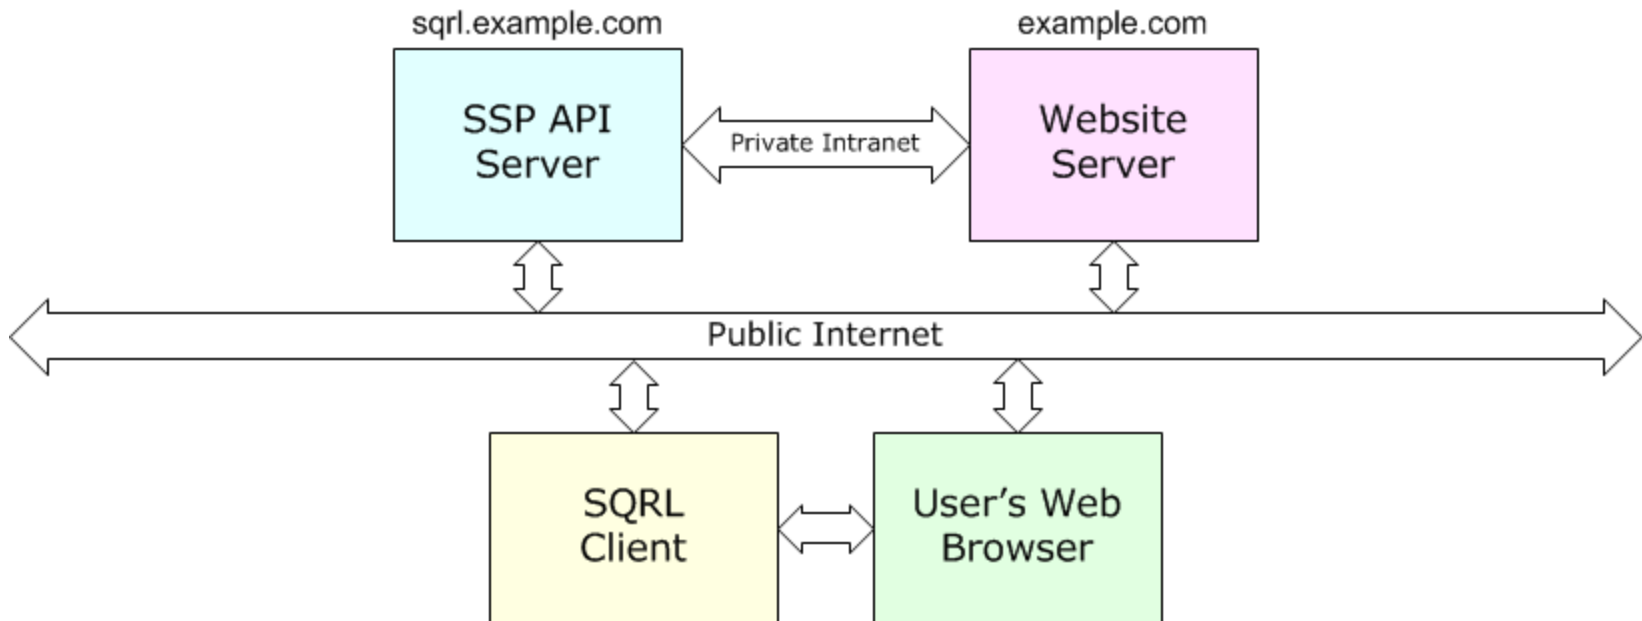 sqrl.example.com
example.com
SSP API
Server
Private Intranet
Website
Server
Public Internet
SQRL
Client
User’s Web
Browser